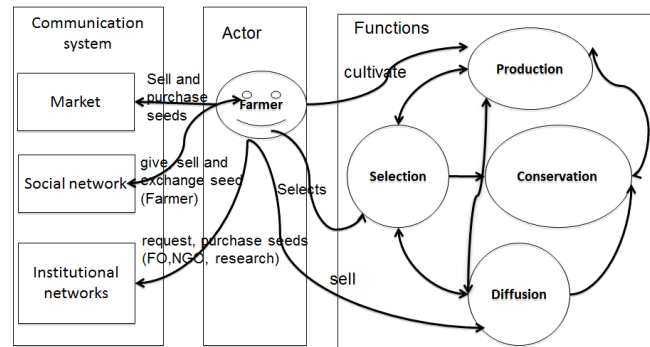 Communication
system
Actor
Functions
Market
Sell and
purchase
seeds
Farmer
cultivate
Production
Social network
give, sell and
exchange seed
(Farmer)
Selects
Selection
Conservation
Institutional
networks
request, purchase seeds
(FO,NGO, research)
sell
Diffusion